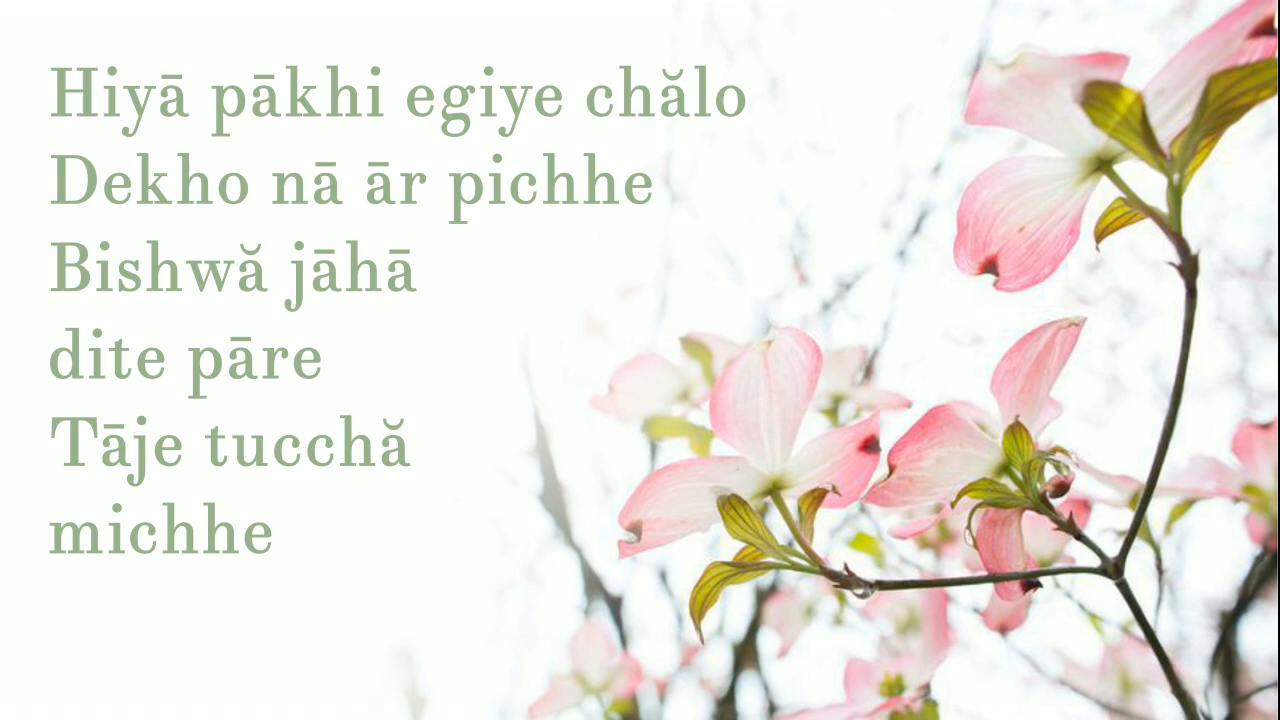 Hiyā pākhi egiye chălo
Dekho nā ār pichhe
Bishwă jāhā
dite pāre
Tāje tucchă
michhe